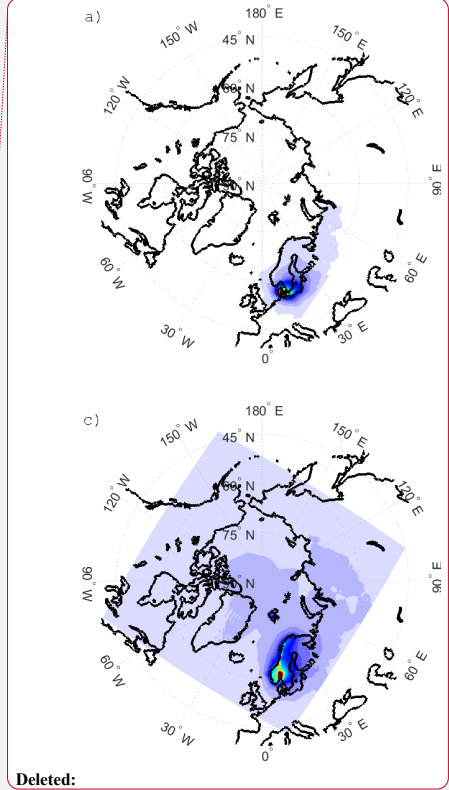 a)
180° E
150° W
45° N
150° E
120° W
60° N
120° E
75° N
90° W
N
90° E
60° W
60° E
30° W
30° E
0°
c)
180° E
150° W
45° N
150° E
120° W
60° N
120° E
75° N
90° W
° N
90° E
60° W
60° E
30° W
30° E
0°
Deleted: